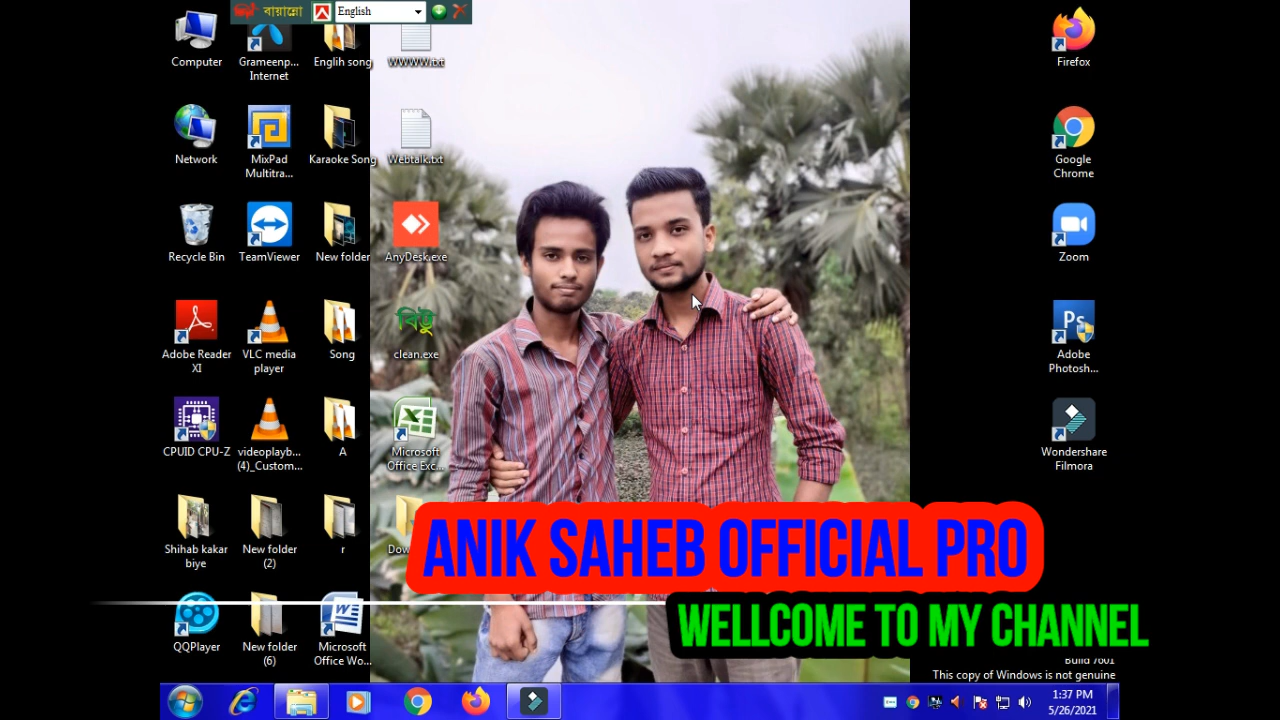 বায়ান্নো
English
Computer
Grameenp...
Internet
Englih song
WWWW.txt
Firefox
Network
MixPad
Multitra...
Karaoke Song
Webtalk.txt
Google
Chrome
Recycle Bin
TeamViewer
New folder
AnyDesk.exe
Zoom
Adobe Reader
XI
VLC media
player
Song
বিট্টু
clean.exe
Ps
Adobe
Photosh...
CPUID CPU-Z
videoplayb...
(4)_Custom...
A
Microsoft
Office Exc...
Wondershare
Filmora
Shihab kakar
biye
New folder
(2)
r
Dow
ANIK SAHEB OFFICIAL PRO
WELLCOME TO MY CHANNEL
QQPlayer
New folder
(6)
Microsoft
Office Wo...
Build 7601
This copy of Windows is not genuine
1:37 PM
5/26/2021